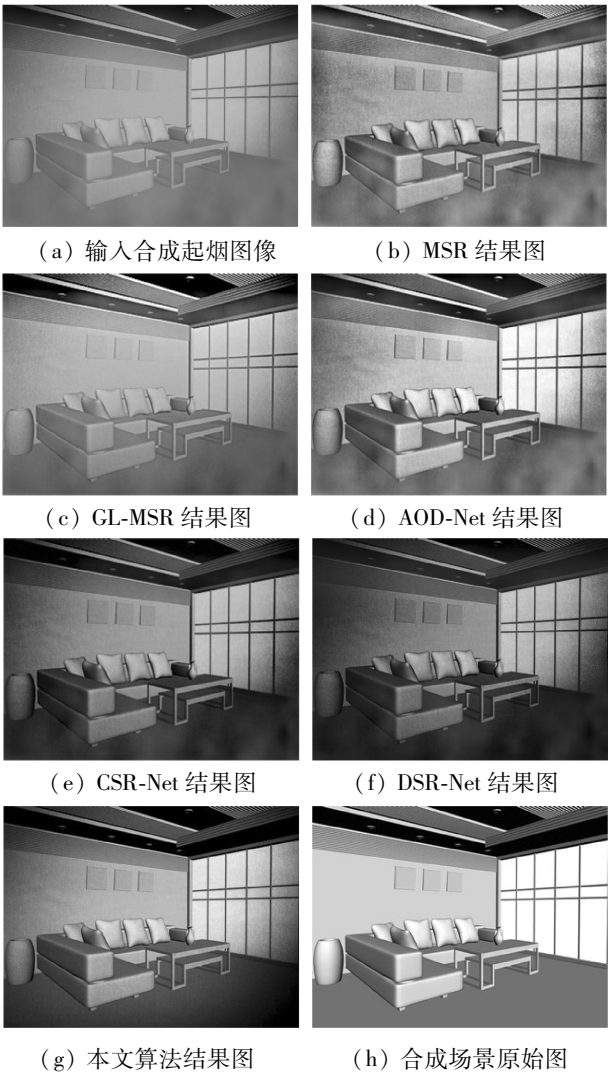 (a) 输入合成起烟图像
(b) MSR 结果图
(c) GL-MSR 结果图
(d) AOD-Net 结果图
(e) CSR-Net 结果图
(f) DSR-Net 结果图
(g) 本文算法结果图
(h) 合成场景原始图